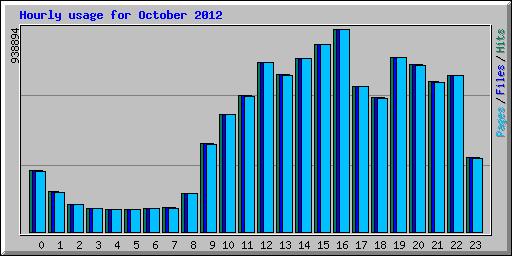 Hourly usage for October 2012
938894
Pages/Files/Hits
0 1 2 3 4 5 6 7 8 9 10 11 12 13 14 15 16 17 18 19 20 21 22 23